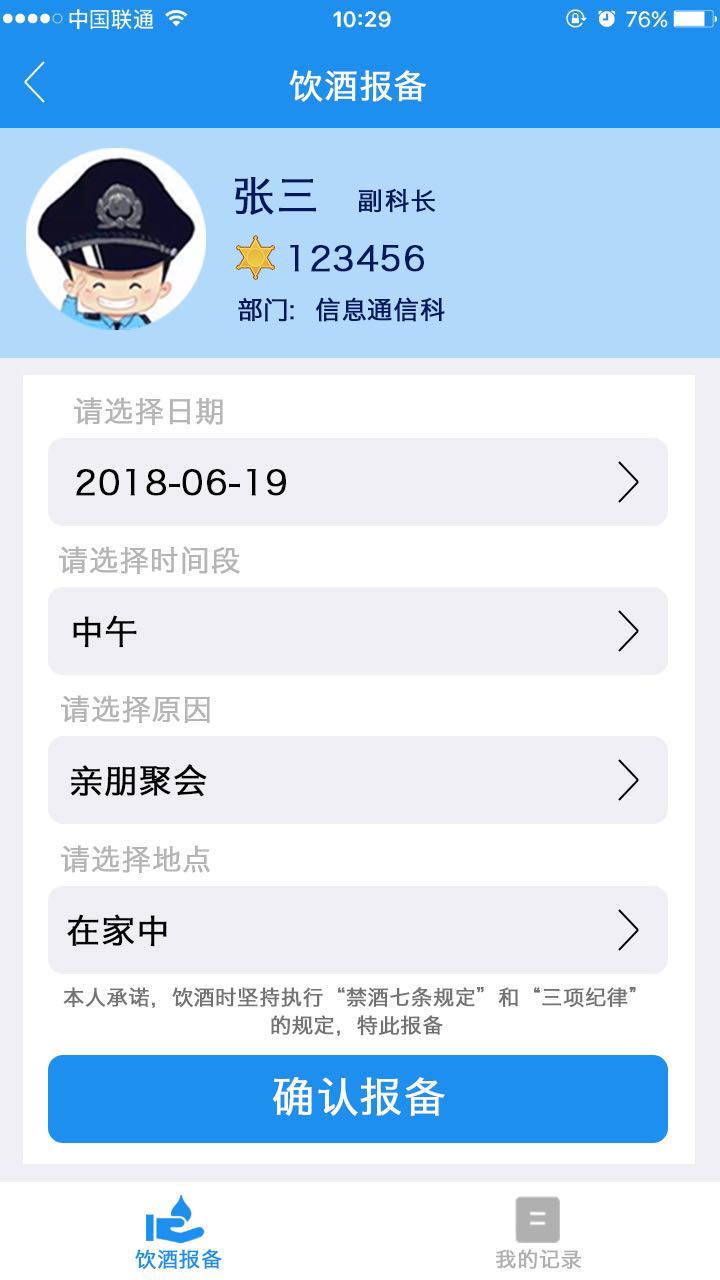 中国联通
10:29
76%
饮酒报备
张三 副科长
123456
部门: 信息通信科
请选择日期
2018-06-19
请选择时间段
中午
请选择原因
亲朋聚会
请选择地点
在家中
本人承诺，饮酒时坚持执行“禁酒七条规定”和“三项纪律”
的规定，特此报备
确认报备
饮酒报备
我的记录